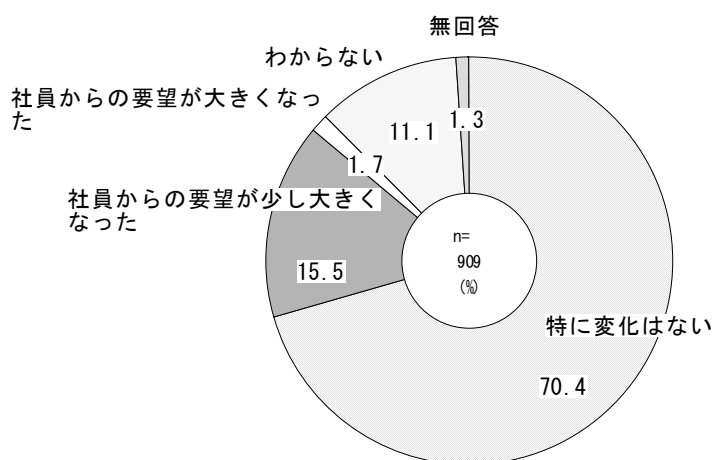 無回答
わからない
社員からの要望が大きくなっ
た
1.3
11.1
1.7
社員からの要望が少し大きく
なった
15.5
n=
909
(%)
特に変化はない
70.4